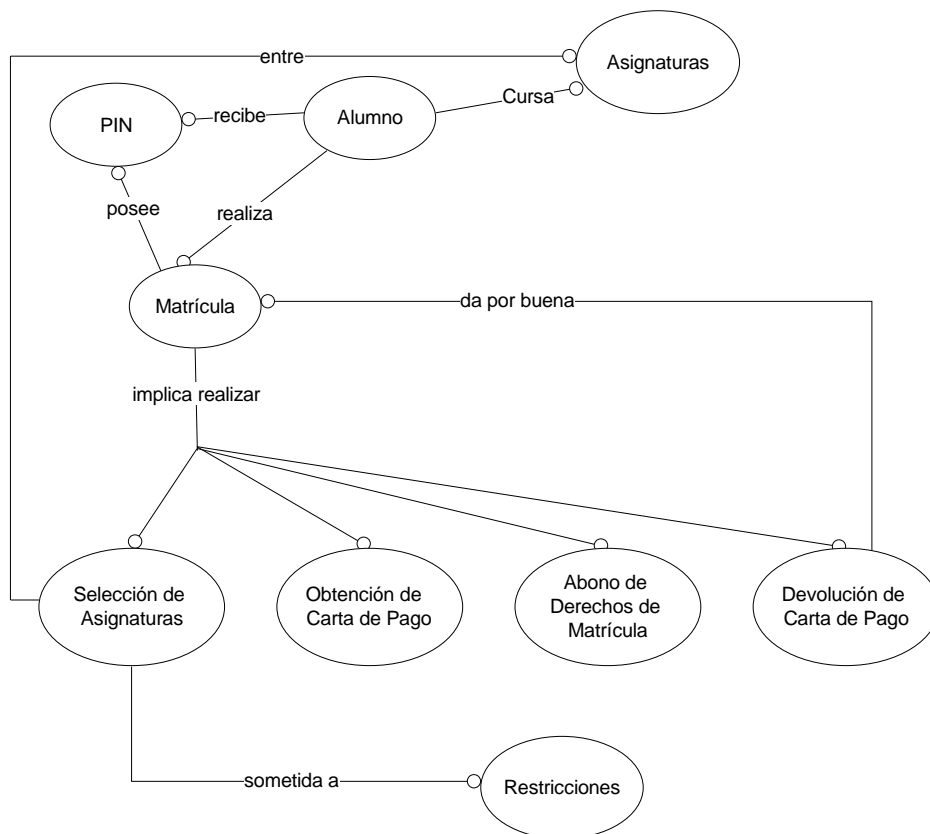 entre
Asignaturas
Cursa
recibe
Alumno
PIN
posee
realiza
Matrícula
da por buena
implica realizar
Selección de
Asignaturas
Obtención de
Carta de Pago
Abono de
Derechos de
Matrícula
Devolución de
Carta de Pago
sometida a
Restricciones